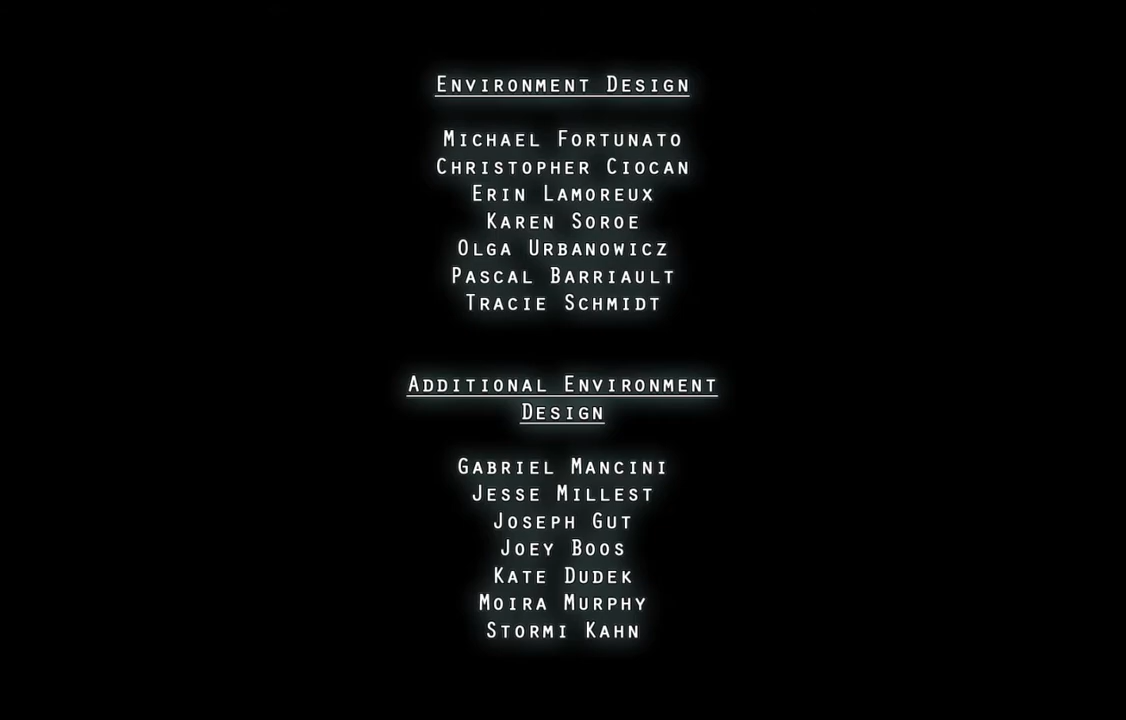 Environment Design
Michael Fortunato
Christopher Ciocan
Erin Lamoreux
Karen Soroe
Olga Urbanowicz
Pascal Barriault
Tracie Schmidt
Additional Environment
Design
Gabriel Mancini
Jesse Millest
Joseph Gut
Joey Boos
Kate Dudek
Moira Murphy
Stormi Kahn